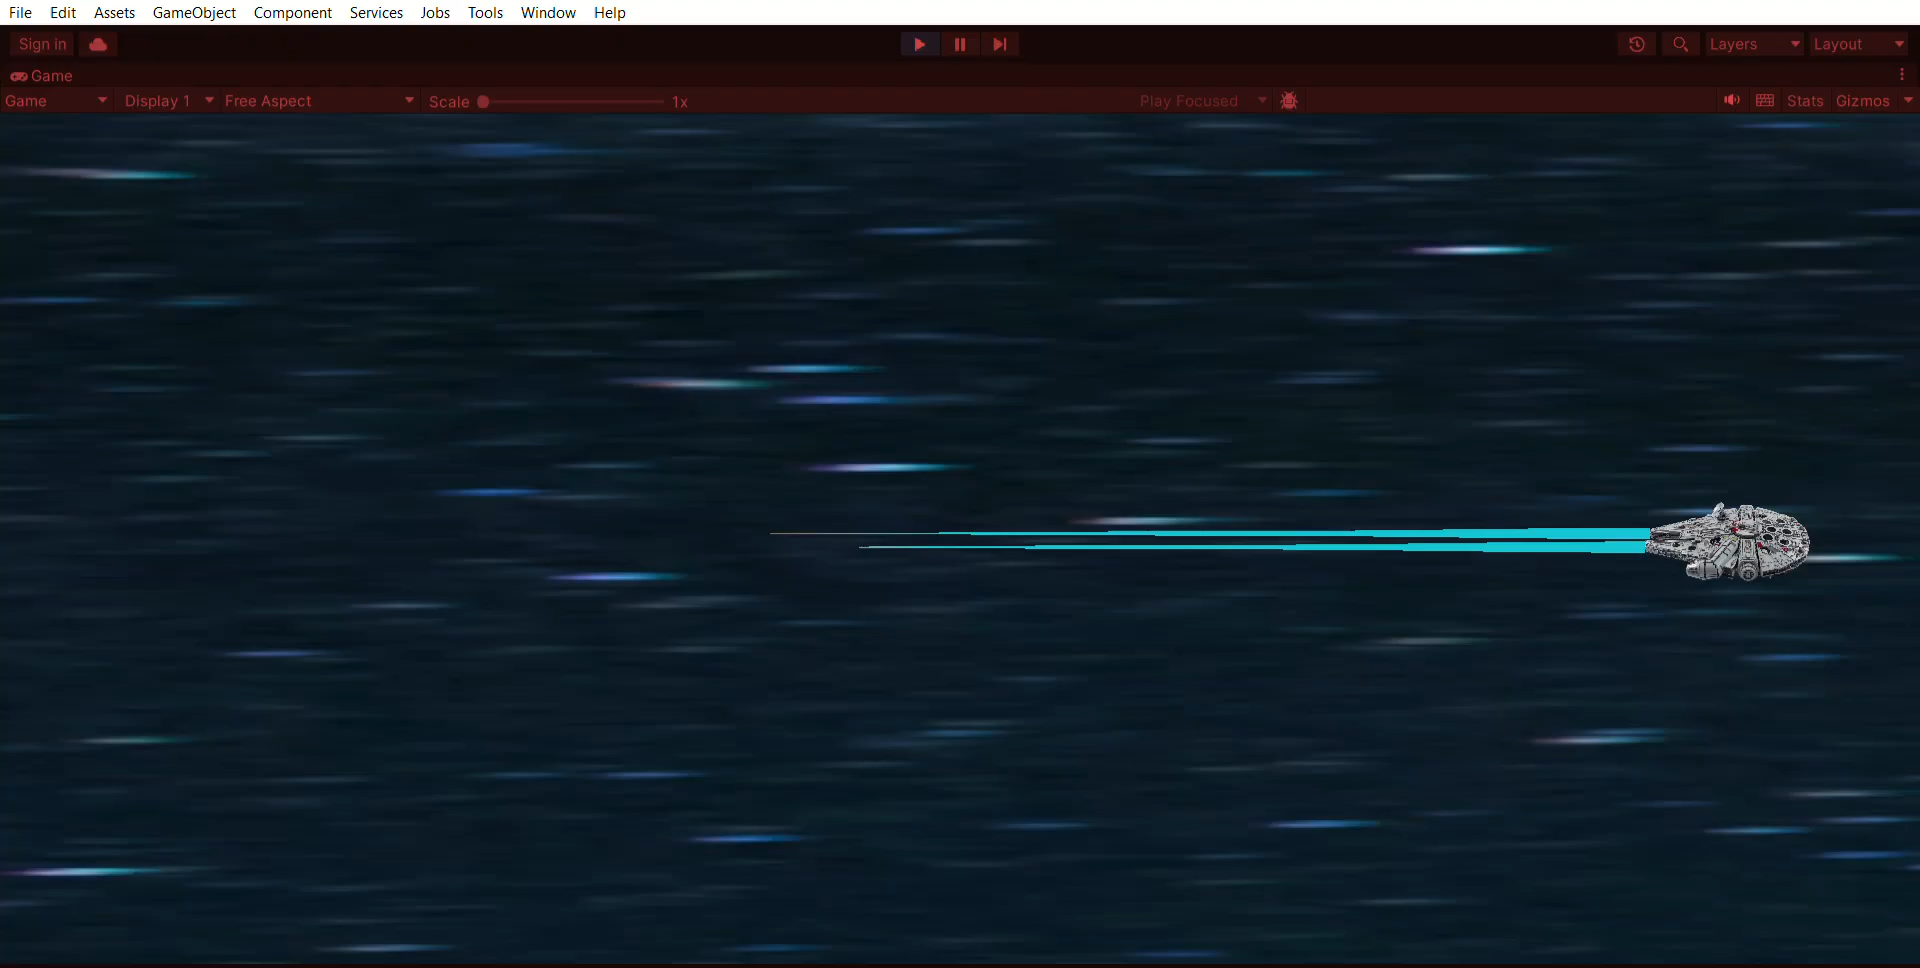 File Edit Assets GameObject Component Services Jobs Tools Window Help
Sign in Layers Layout
Game
Game Display 1 Free Aspect Scale 1x Play Focused Stats Gizmos